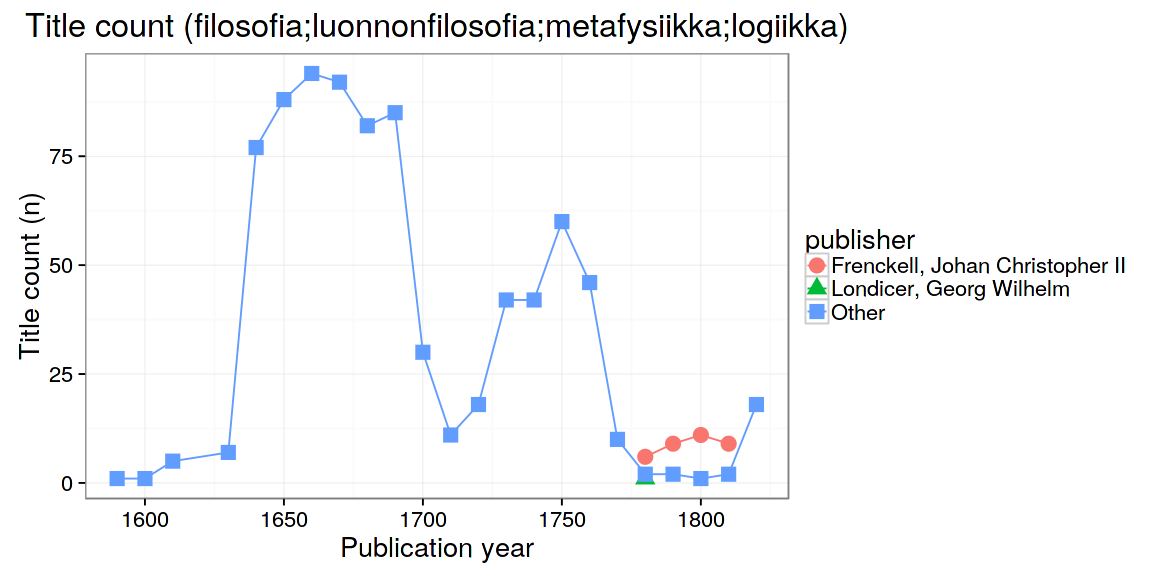 Title count (filosofia;luonnonfilosofia;metafysiikka;logiikka)
Title count (n)
75
50
25
0
1600 1650 1700 1750 1800
Publication year
publisher
Frenckell, Johan Christopher II
Londicer, Georg Wilhelm
Other